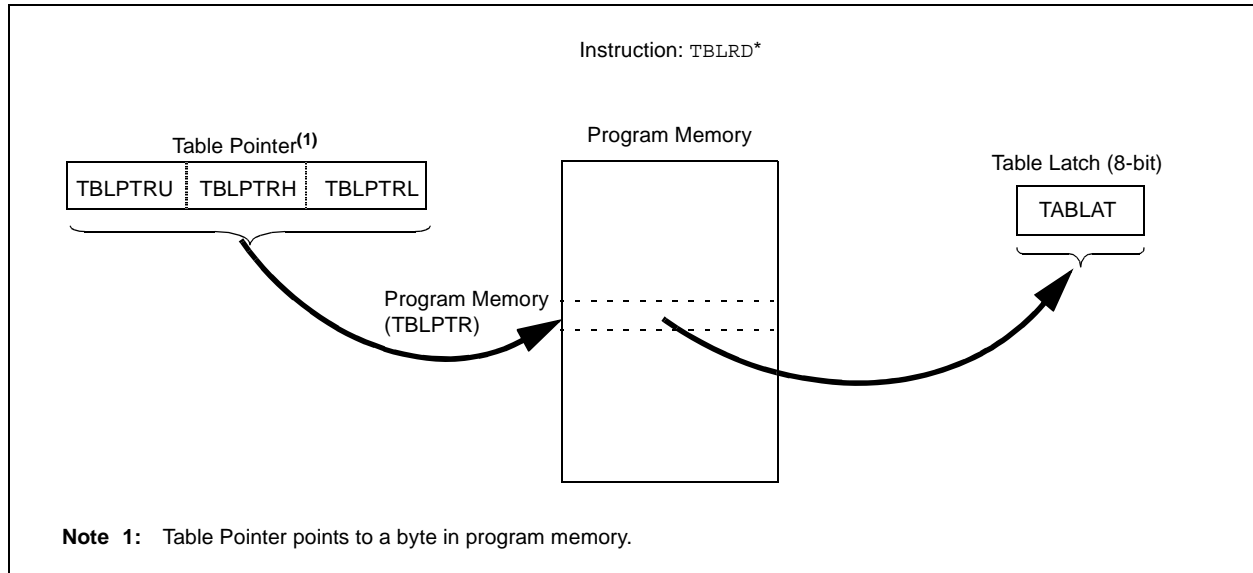 Instruction: TBLRD*
Program Memory
Table Pointer(1)
Table Latch (8-bit)
TBLPTRU TBLPTRH TBLPTRL
TABLAT
Program Memory
(TBLPTR)
Note 1: Table Pointer points to a byte in program memory.